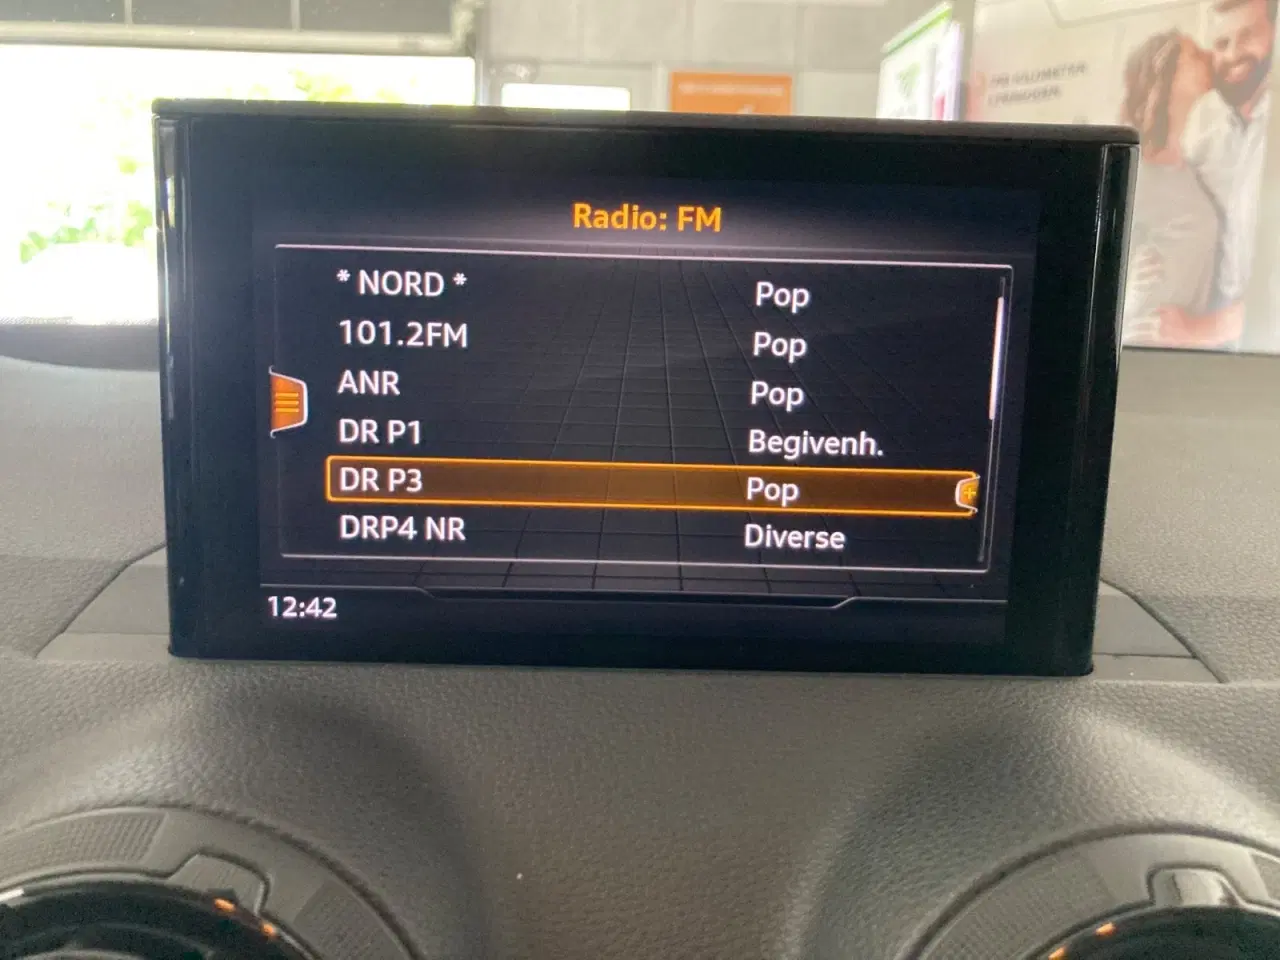 Radio: FM
* NORD * Pop
101.2FM Pop
ANR Pop
DR P1 Begivenh.
DR P3 Pop
DRP4 NR Diverse
12:42